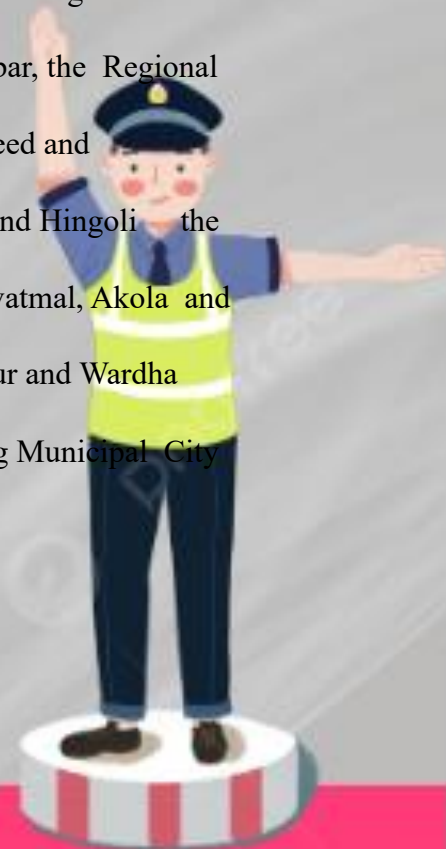 bar, the Regional
eed and
nd Hingoli the
vatmal, Akola and
ur and Wardha
g Municipal City